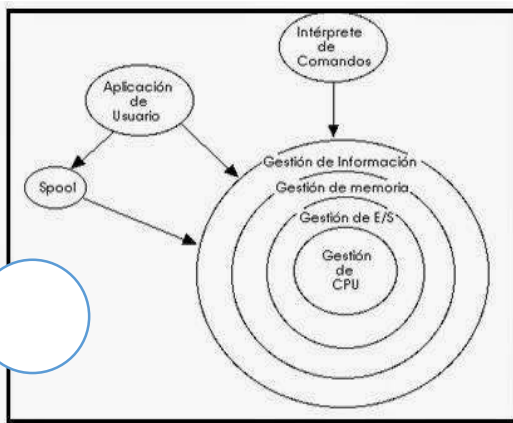 Intérprete
de
Comandos
Aplicación
de
Usuario
Spool
Gestión de Información
Gestión de memoria
Gestión de E/S
Gestión
de
CPU